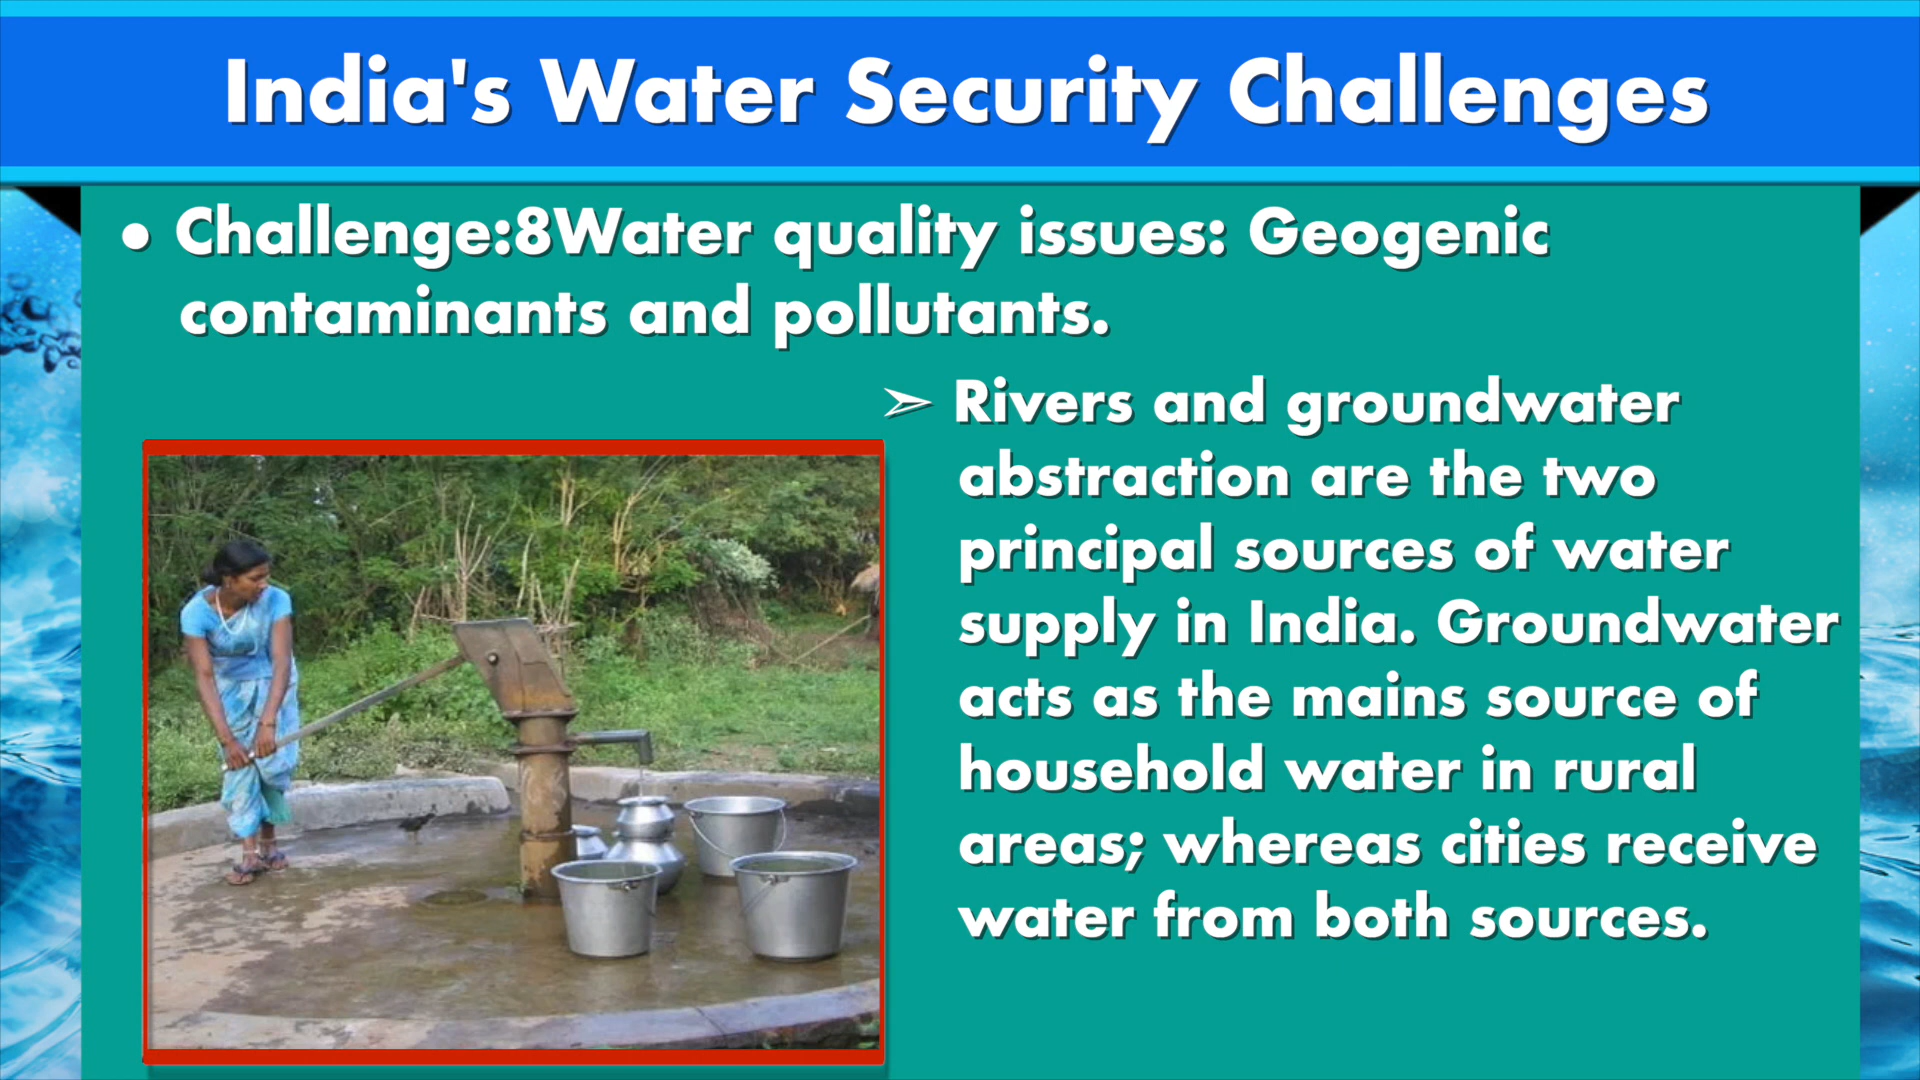 India's Water Security Challenges
• Challenge:8Water quality issues: Geogenic
contaminants and pollutants.
➢ Rivers and groundwater
abstraction are the two
principal sources of water
supply in India. Groundwater
acts as the mains source of
household water in rural
areas; whereas cities receive
water from both sources.